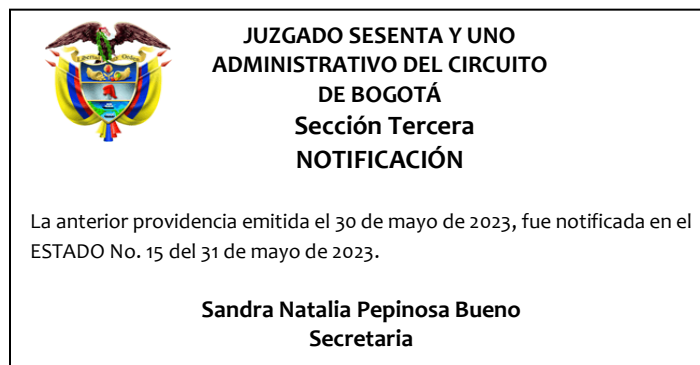 JUZGADO SESENTA Y UNO
ADMINISTRATIVO DEL CIRCUITO
DE BOGOTÁ
Sección Tercera
NOTIFICACIÓN
La anterior providencia emitida el 30 de mayo de 2023, fue notificada en el
ESTADO No. 15 del 31 de mayo de 2023.
Sandra Natalia Pepinosa Bueno
Secretaria